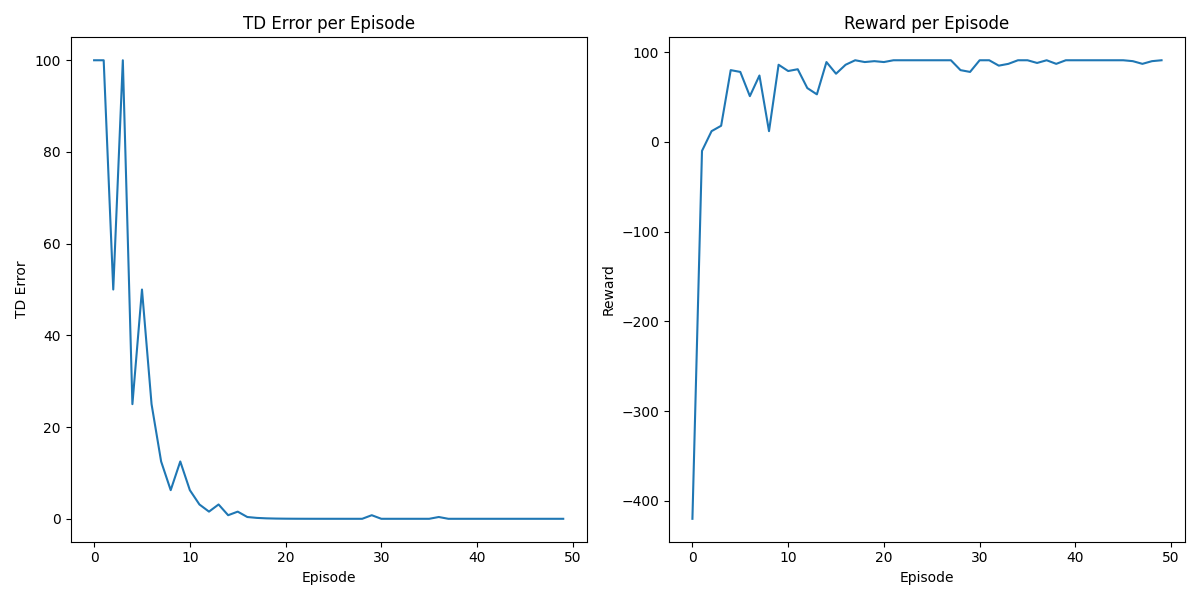 TD Error per Episode
100
80
60
40
20
0
TD Error
0 10 20 30 40 50
Episode
Reward per Episode
100
0
−100
−200
−300
−400
Reward
0 10 20 30 40 50
Episode